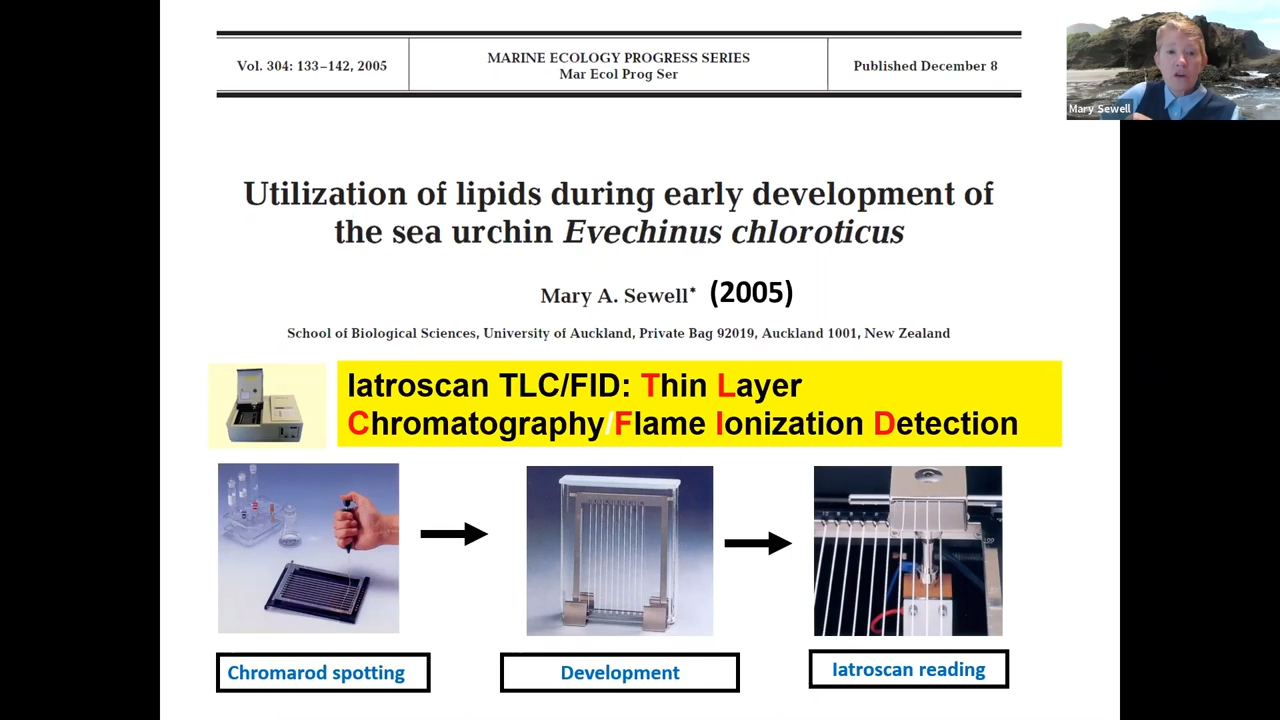 Vol. 304: 133–142, 2005
MARINE ECOLOGY PROGRESS SERIES
Mar Ecol Prog Ser
Published December 8
Mary Sewell
Utilization of lipids during early development of
the sea urchin Evechinus chloroticus
Mary A. Sewell* (2005)
School of Biological Sciences, University of Auckland, Private Bag 92019, Auckland 1001, New Zealand
Iatroscan TLC/FID: Thin Layer
Chromatography/Flame Ionization Detection
Chromarod spotting
Development
Iatroscan reading